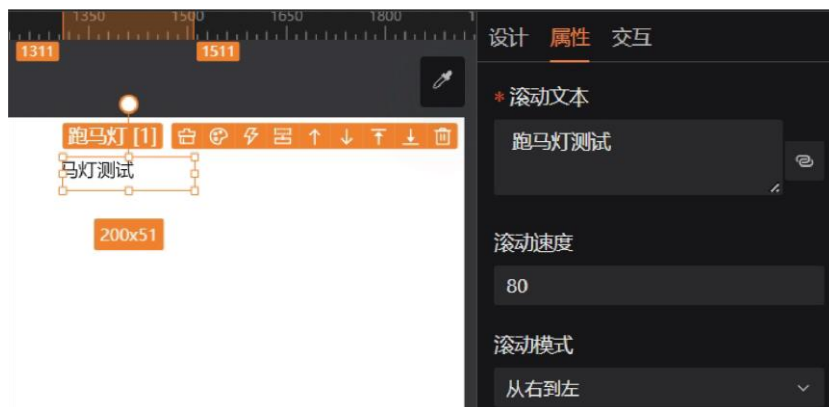 1350 1500 1650 1800
1311 1511
跑马灯 [1]
马灯测试
200x51
设计 属性 交互
* 滚动文本
跑马灯测试
滚动速度
80
滚动模式
从右到左